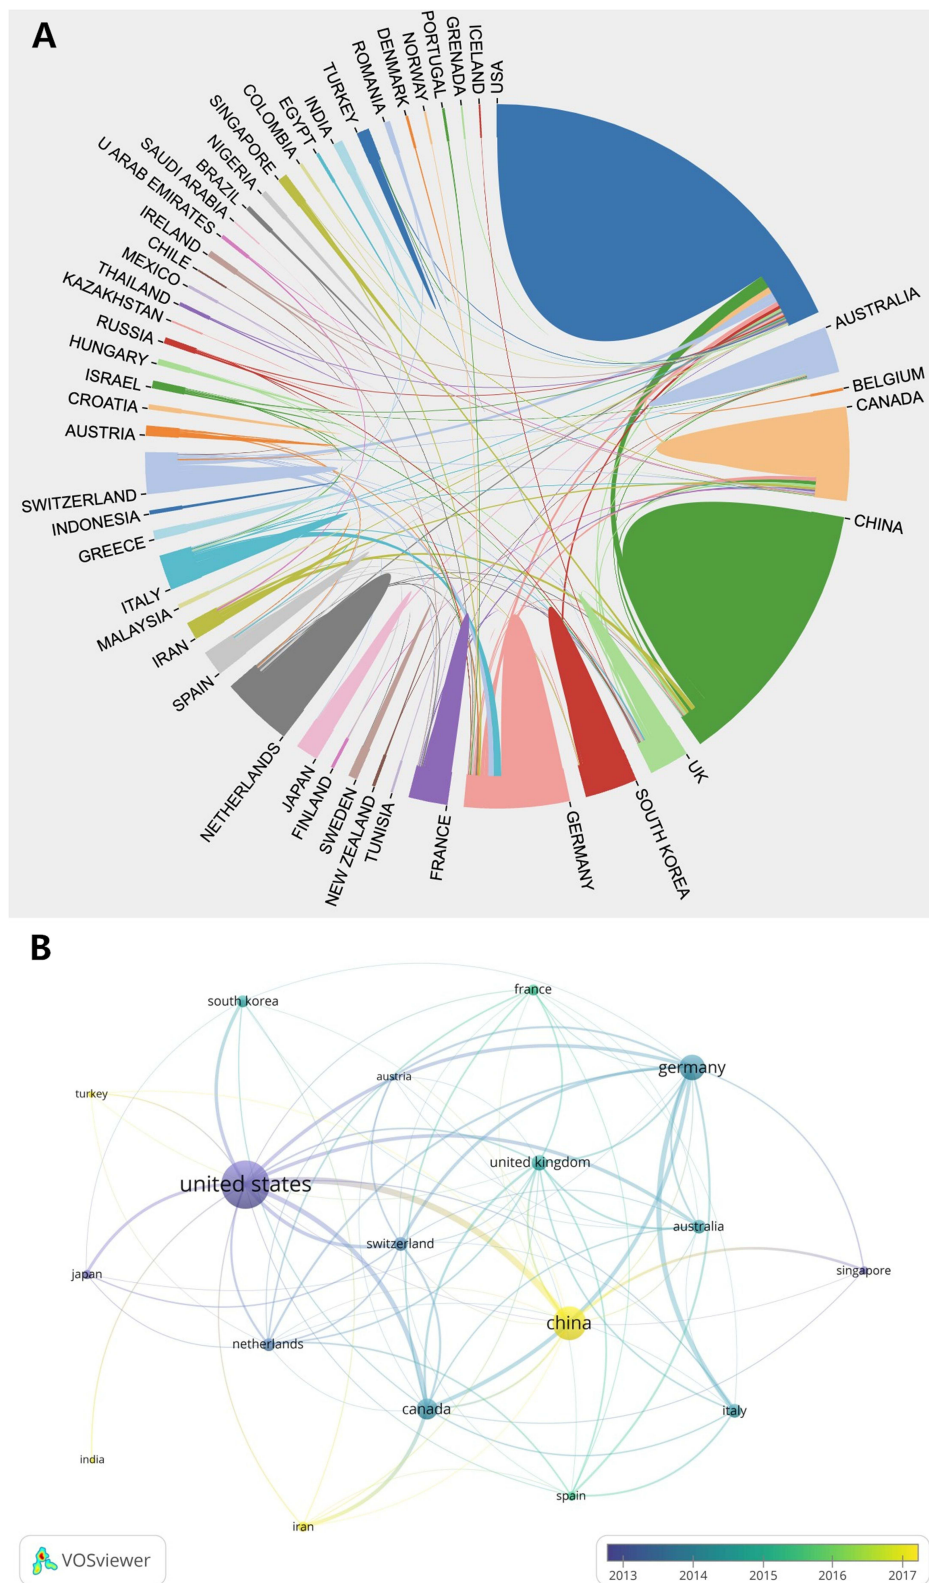 A
USA
ICELAND
GRENADA
PORTUGAL
NORWAY
DENMARK
ROMANIA
TURKEY
INDIA
EGYPT
COLOMBIA
SINGAPORE
NIGERIA
BRAZIL
SAUDI ARABIA
U ARAB EMIRATES
IRELAND
CHILE
MEXICO
THAILAND
KAZAKHSTAN
RUSSIA
HUNGARY
ISRAEL
CROATIA
AUSTRIA
SWITZERLAND
INDONESIA
GREECE
ITALY
MALAYSIA
IRAN
SPAIN
NETHERLANDS
JAPAN
FINLAND
SWEDEN
NEW ZEALAND
TUNISIA
FRANCE
GERMANY
SOUTH KOREA
UK
CHINA
CANADA
BELGIUM
AUSTRALIA
B
south korea
france
germany
austria
turkey
united kingdom
united states
australia
switzerland
singapore
japan
china
netherlands
canada
italy
india
spain
iran
VOSviewer
2013 2014 2015 2016 2017